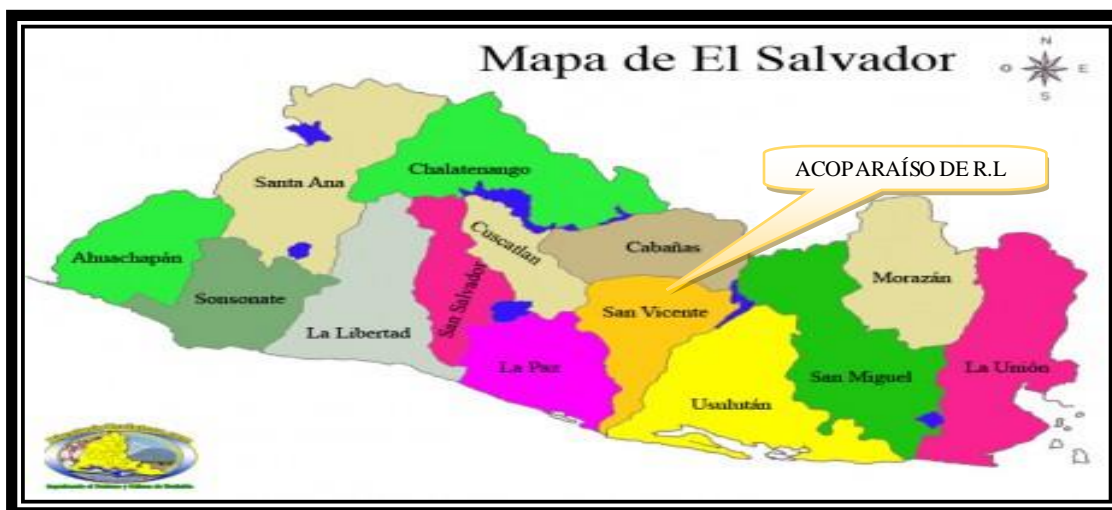 Mapa de El Salvador
N
O E
S
ACOPARAÍSO DE R.L
Chalatenango
Santa Ana
Cuscatlan
Cabañas
Ahuachapán
Morazán
Sonsonate
San Salvador
San Vicente
La Libertad
La Paz
San Miguel
La Unión
Usulután